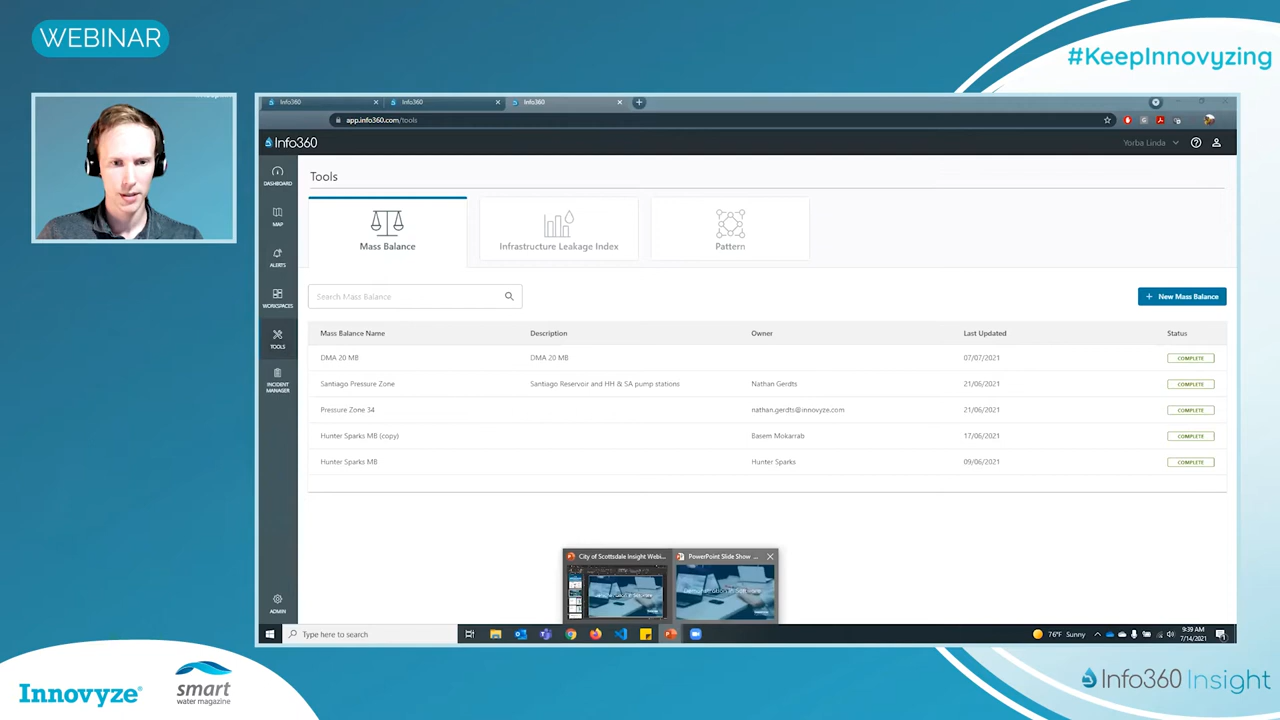 WEBINAR
#KeepInnovyzing
Info360
Info360
Info360
app.info360.com/tools
Info360
Yorba Linda
DASHBOARD
MAP
ALERTS
WORKSPACES
TOOLS
INCIDENT
MANAGER
ADMIN
Tools
Mass Balance
Infrastructure Leakage Index
Pattern
Search Mass Balance
+ New Mass Balance
Mass Balance Name Description Owner Last Updated Status
DMA 20 MB DMA 20 MB 07/07/2021 COMPLETE
Santiago Pressure Zone Santiago Reservoir and HH & SA pump stations Nathan Gerdts 21/06/2021 COMPLETE
Pressure Zone 34 nathan.gerdts@innovyze.com 21/06/2021 COMPLETE
Hunter Sparks MB (copy) Basem Mokarrab 17/06/2021 COMPLETE
Hunter Sparks MB Hunter Sparks 09/06/2021 COMPLETE
City of Scottsdale Insight Webi...
PowerPoint Slide Show ...
Type here to search
76°F Sunny
9:39 AM
7/14/2021
Innovyze®
smart
water magazine
Info360 Insight